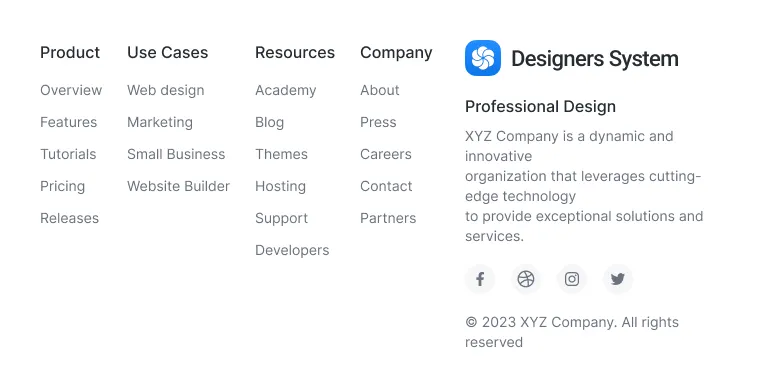 Product
Overview
Features
Tutorials
Pricing
Releases
Use Cases
Web design
Marketing
Small Business
Website Builder
Resources
Academy
Blog
Themes
Hosting
Support
Developers
Company
About
Press
Careers
Contact
Partners
Designers System
Professional Design
XYZ Company is a dynamic and
innovative
organization that leverages cutting-
edge technology
to provide exceptional solutions and
services.
© 2023 XYZ Company. All rights
reserved